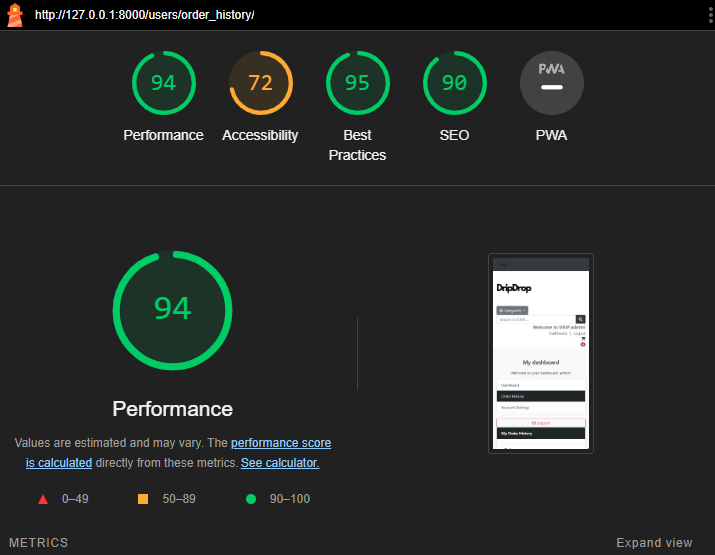 http://127.0.0.1:8000/users/order_history/
94
72
95
90
PWA
Performance
Accessibility
Best
Practices
SEO
PWA
94
Performance
Values are estimated and may vary. The performance score
is calculated directly from these metrics. See calculator.
0–49
50–89
90–100
DripDrop
All Categories
Welcome to DRIP admin!
Dashboard | Logout
My dashboard
Welcome to your dashboard, admin!
Dashboard
Order History
Account Settings
Log out
My Order History
METRICS
Expand view